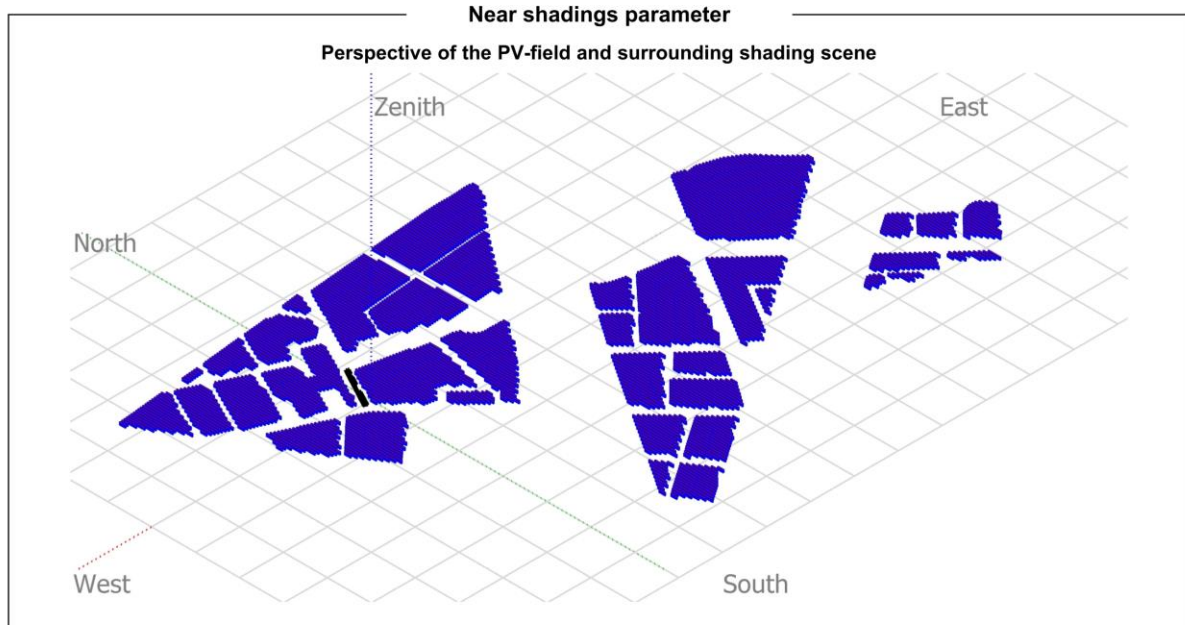 Near shadings parameter
Perspective of the PV-field and surrounding shading scene
Zenith
East
North
West
South